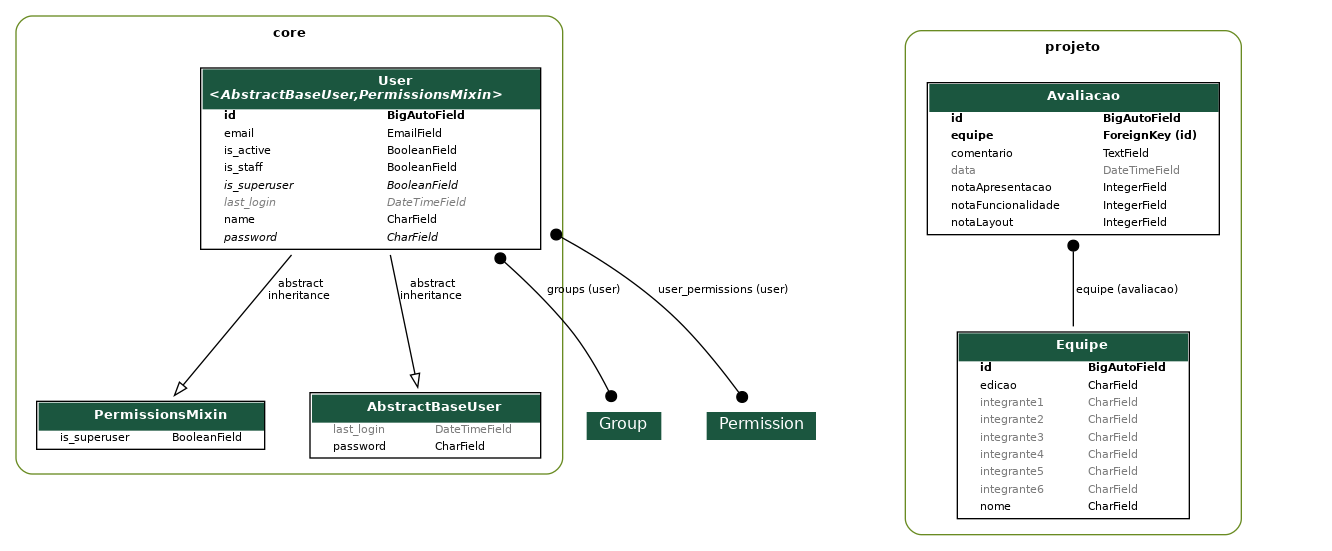 core
User
<AbstractBaseUser,PermissionsMixin>
id BigAutoField
email EmailField
is_active BooleanField
is_staff BooleanField
is_superuser BooleanField
last_login DateTimeField
name CharField
password CharField
abstract
inheritance
abstract
inheritance
groups (user)
user_permissions (user)
PermissionsMixin
is_superuser BooleanField
AbstractBaseUser
last_login DateTimeField
password CharField
Group
Permission
projeto
Avaliacao
id BigAutoField
equipe ForeignKey (id)
comentario TextField
data DateTimeField
notaApresentacao IntegerField
notaFuncionalidade IntegerField
notaLayout IntegerField
equipe (avaliacao)
Equipe
id BigAutoField
edicao CharField
integrante1 CharField
integrante2 CharField
integrante3 CharField
integrante4 CharField
integrante5 CharField
integrante6 CharField
nome CharField